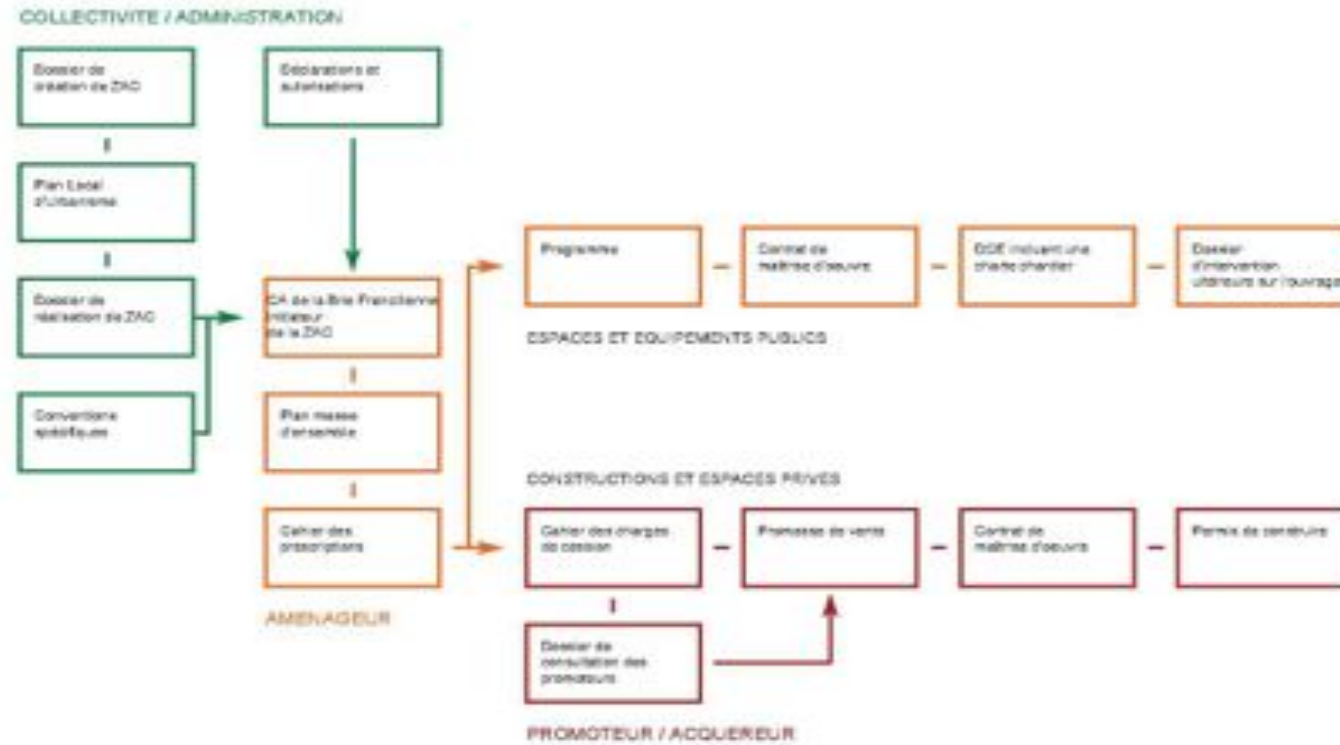 COLLECTIVITE / ADMINISTRATION
Dossier de
création de ZAC
Déclarations et
autorisations
Plan Local
d'urbanisme
Dossier de
réalisation de ZAC
CA de la Brie Francilienne
initiateur
de la ZAC
Programme
Contrat de
maîtrise d'oeuvre
DCE incluant une
charte chantier
Dossier
d'intervention
ultérieure sur l'ouvrage
ESPACES ET EQUIPEMENTS PUBLICS
Conventions
spécifiques
Plan masse
d'ensemble
CONSTRUCTIONS ET ESPACES PRIVES
Cahier des
prescriptions
Cahier des charges
de cession
Promesse de vente
Contrat de
maîtrise d'oeuvre
Permis de construire
AMENAGEUR
Dossier de
consultation des
promoteurs
PROMOTEUR / ACQUEREUR